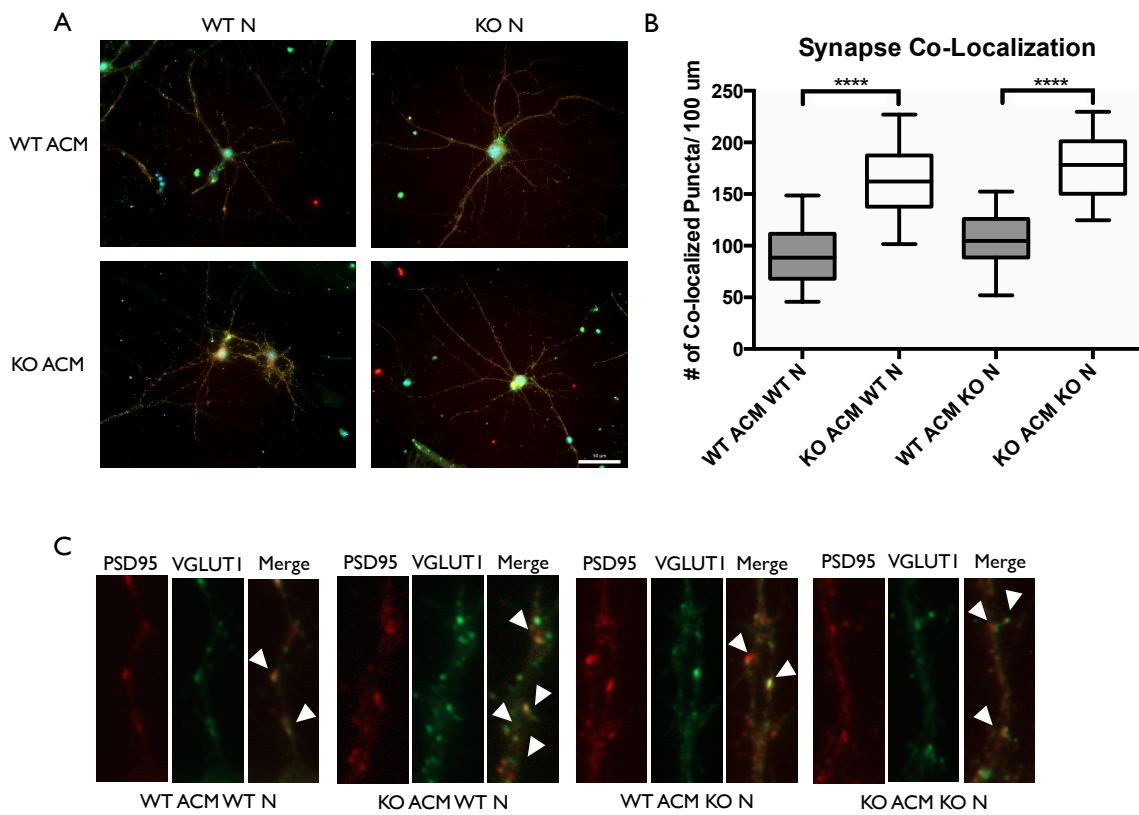 A
WT N
KO N
WT ACM
KO ACM
50 µm
B
Synapse Co-Localization
# of Co-localized Puncta/ 100 um
250
200
150
100
50
0
****
****
WT ACM WT N
KO ACM WT N
WT ACM KO N
KO ACM KO N
C
PSD95 VGLUT1 Merge
PSD95 VGLUT1 Merge
PSD95 VGLUT1 Merge
PSD95 VGLUT1 Merge
WT ACM WT N
KO ACM WT N
WT ACM KO N
KO ACM KO N